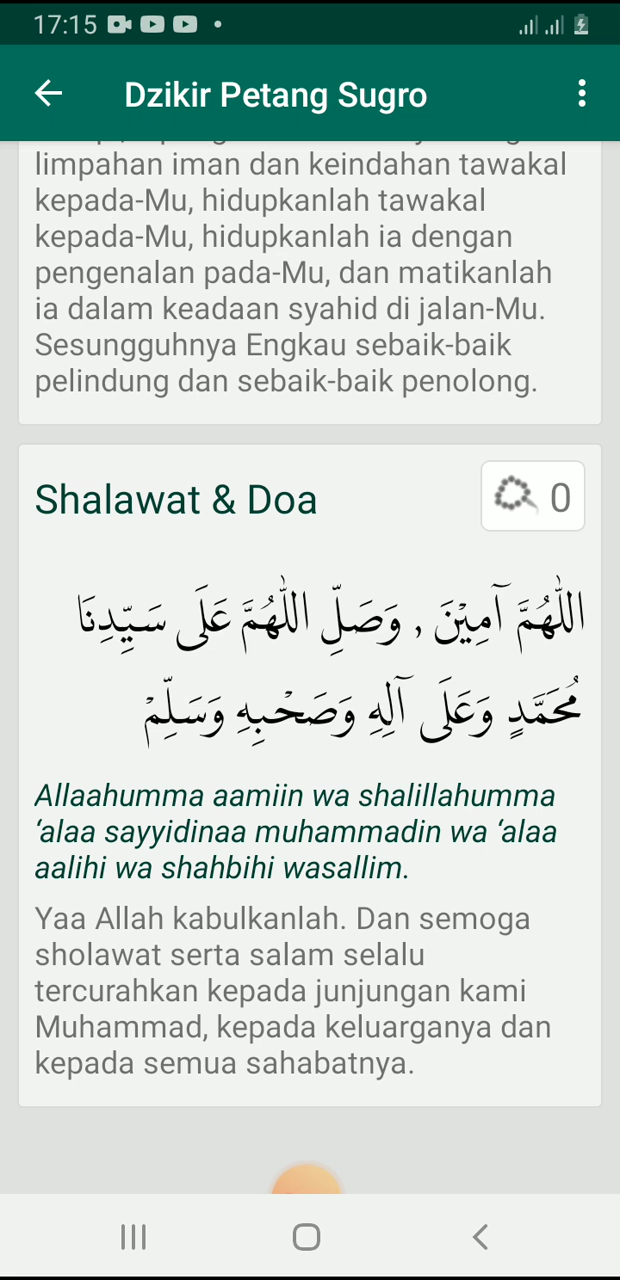 17:15
Dzikir Petang Sugro
limpahan iman dan keindahan tawakal
kepada-Mu, hidupkanlah tawakal
kepada-Mu, hidupkanlah ia dengan
pengenalan pada-Mu, dan matikanlah
ia dalam keadaan syahid di jalan-Mu.
Sesungguhnya Engkau sebaik-baik
pelindung dan sebaik-baik penolong.
Shalawat & Doa
0
اللّٰهُمَّ آمِيْنَ , وَصَلِّ اللّٰهُمَّ عَلَى سَيِّدِنَا
مُحَمَّدٍ وَعَلَى آلِهِ وَصَحْبِهِ وَسَلِّمْ
Allaahumma aamiin wa shalillahumma
‘alaa sayyidinaa muhammadin wa ‘alaa
aalihi wa shahbihi wasallim.
Yaa Allah kabulkanlah. Dan semoga
sholawat serta salam selalu
tercurahkan kepada junjungan kami
Muhammad, kepada keluarganya dan
kepada semua sahabatnya.